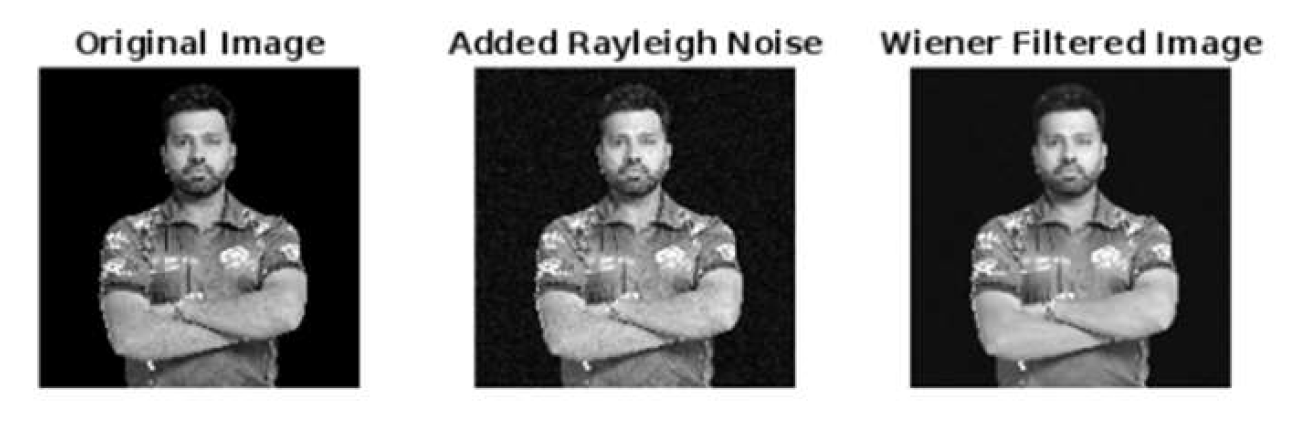 Original Image
Added Rayleigh Noise
Wiener Filtered Image